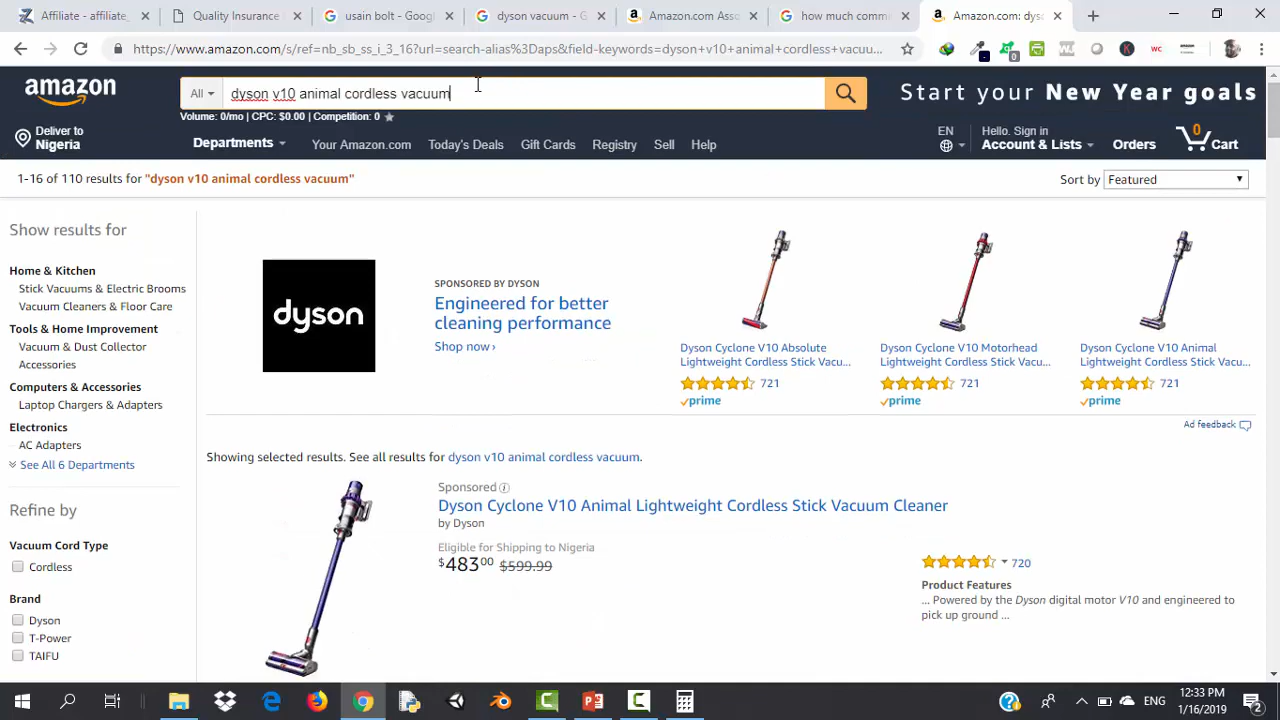 Affiliate - affiliate_
Quality Insurance
usain bolt - Googl
dyson vacuum - G
Amazon.com Asso
how much comm
Amazon.com: dys
https://www.amazon.com/s/ref=nb_sb_ss_i_3_16?url=search-alias%3Daps&field-keywords=dyson+v10+animal+cordless+vacuu...
amazon
All
dyson v10 animal cordless vacuum
Start your New Year goals
Volume: 0/mo | CPC: $0.00 | Competition: 0
Deliver to
Nigeria
Departments
Your Amazon.com
Today's Deals
Gift Cards
Registry
Sell
Help
EN
Hello. Sign in
Account & Lists
Orders
0
Cart
1-16 of 110 results for "dyson v10 animal cordless vacuum"
Sort by
Featured
Show results for
Home & Kitchen
Stick Vacuums & Electric Brooms
Vacuum Cleaners & Floor Care
Tools & Home Improvement
Vacuum & Dust Collector
Accessories
Computers & Accessories
Laptop Chargers & Adapters
Electronics
AC Adapters
See All 6 Departments
Refine by
Vacuum Cord Type
Cordless
Brand
Dyson
T-Power
TAIFU
dyson
SPONSORED BY DYSON
Engineered for better
cleaning performance
Shop now ›
Dyson Cyclone V10 Absolute
Lightweight Cordless Stick Vacu...
721
prime
Dyson Cyclone V10 Motorhead
Lightweight Cordless Stick Vacu...
721
prime
Dyson Cyclone V10 Animal
Lightweight Cordless Stick Vacu...
721
prime
Ad feedback
Showing selected results. See all results for dyson v10 animal cordless vacuum.
Sponsored
Dyson Cyclone V10 Animal Lightweight Cordless Stick Vacuum Cleaner
by Dyson
Eligible for Shipping to Nigeria
$483 00 $599.99
720
Product Features
... Powered by the Dyson digital motor V10 and engineered to
pick up ground ...
ENG
12:33 PM
1/16/2019
2